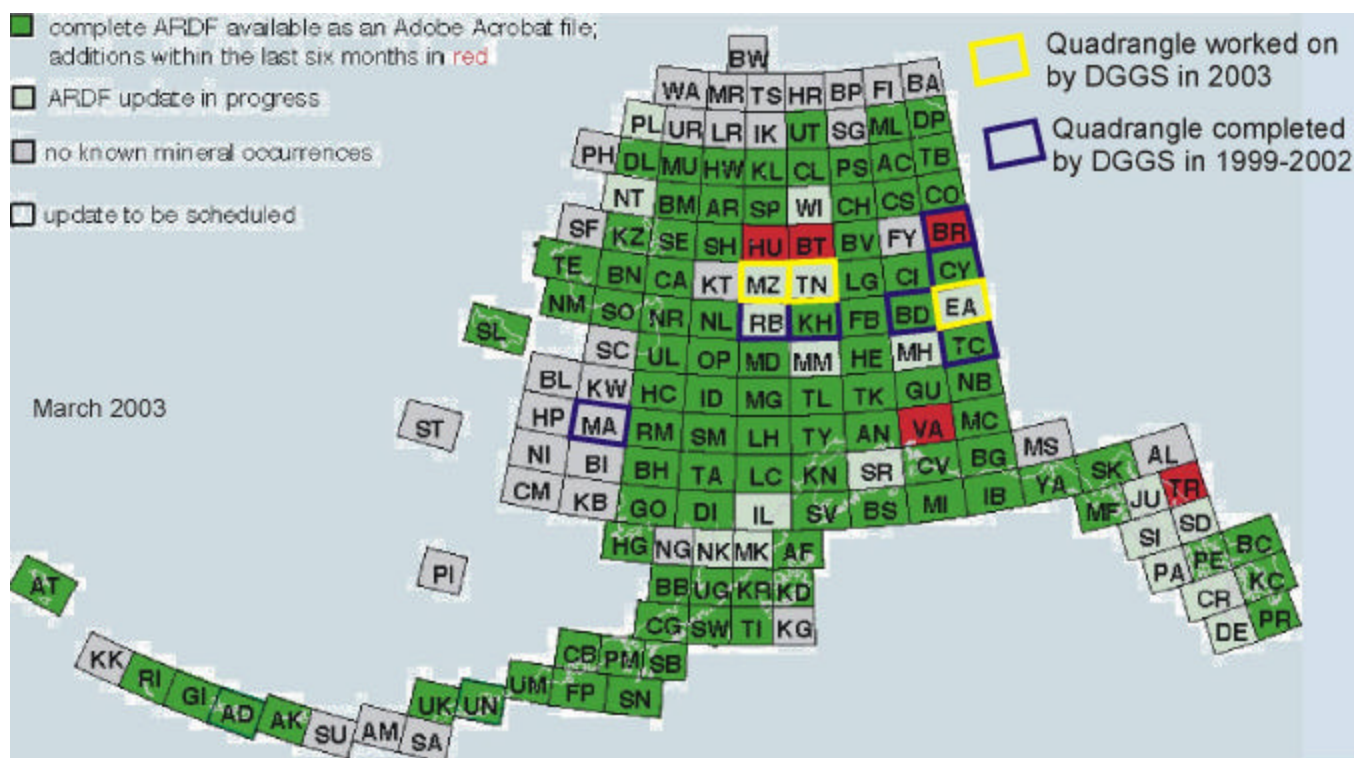 complete ARDF available as an Adobe Acrobat file;
additions within the last six months in red
ARDF update in progress
no known mineral occurrences
update to be scheduled
Quadrangle worked on
by DGGS in 2003
Quadrangle completed
by DGGS in 1999-2002
March 2003
BW
WA MR TS HR BP FI BA
PL UR LR IK UT SG ML DP
PH DL MU HW KL CL PS AC TB
NT BM AR SP WI CH CS CO
SF KZ SE SH HU BT BV FY BR
TE BN CA KT MZ TN LG CI CY
NM SO NR NL RB KH FB BD EA
SL
SC UL OP MD MM HE MH TC
BL KW HC ID MG TL TK GU NB
ST
HP MA RM SM LH TY AN VA MC
NI BI BH TA LC KN SR CV BG MS
CM KB GO DI IL SV BS MI IB YA SK AL
MF JU TR
HG NG NK MK AF
SI SD
AT
PI
BB UG KR KD
PA PE BC
CR KC
CG SW TI KG
DE PR
KK RI GI AD AK SU AM SA
CB PMI SB
UK UN UM FP SN